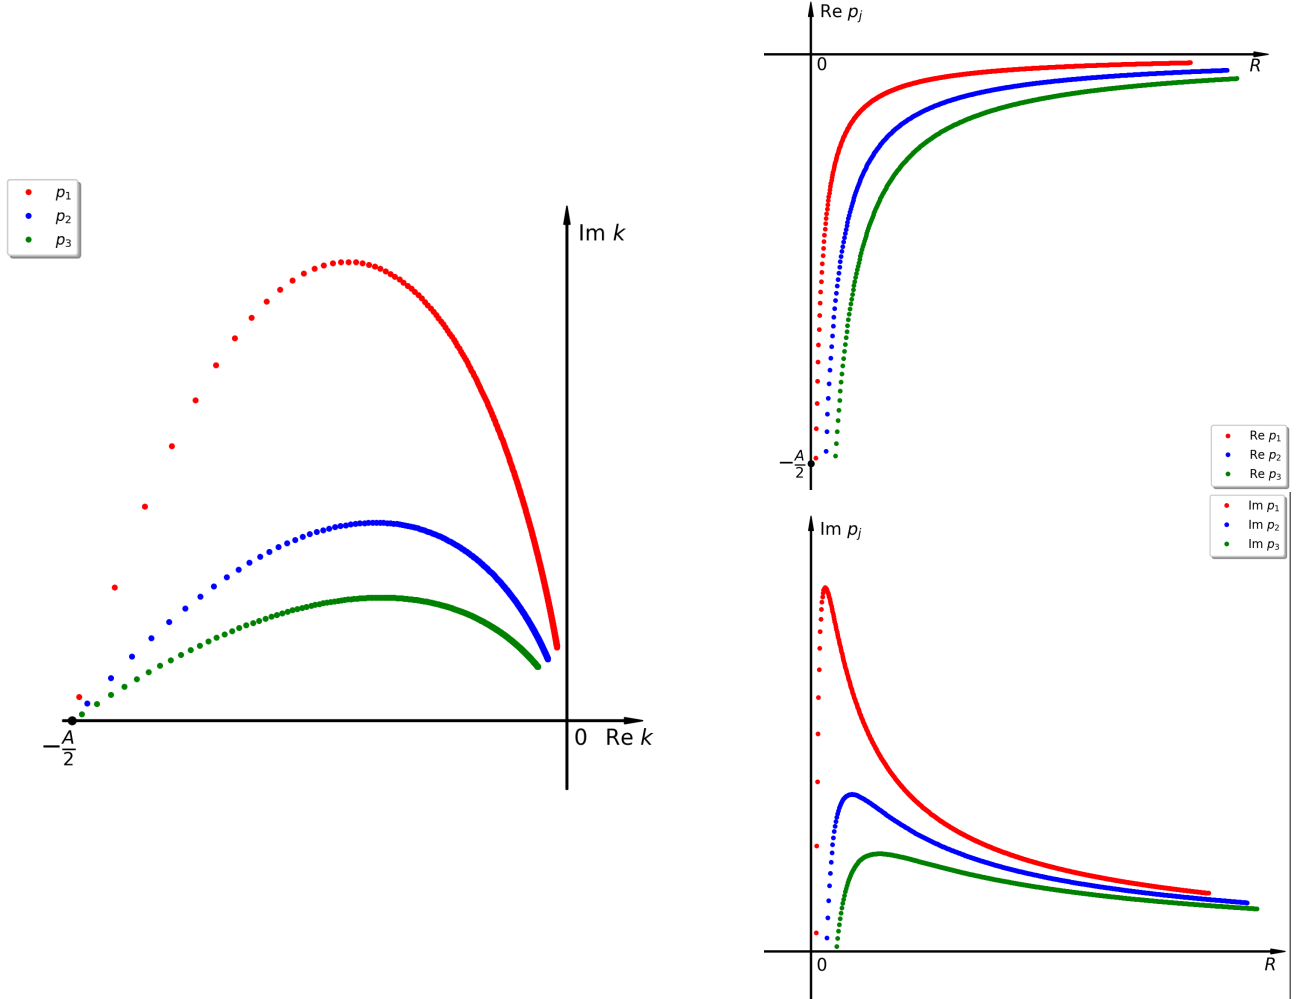 p₁
p₂
p₃
Im k
−A/2
0
Re k
Re pⱼ
0
R
−A/2
Re p₁
Re p₂
Re p₃
Im p₁
Im p₂
Im p₃
Im pⱼ
0
R